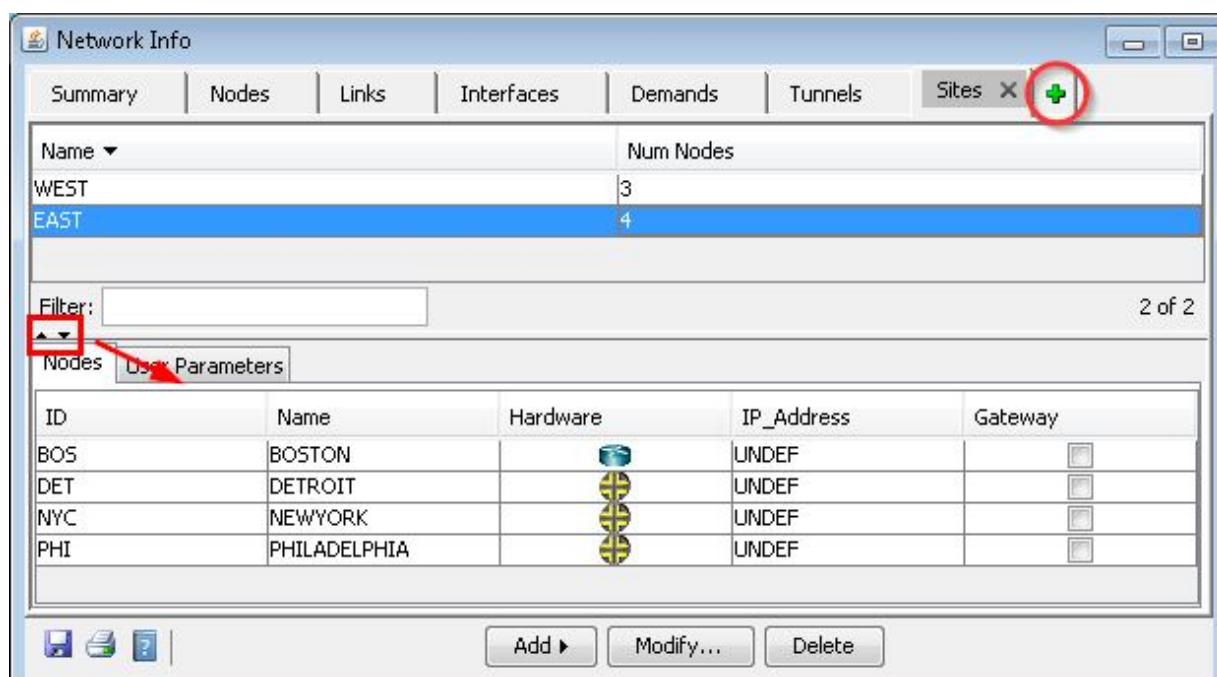 Network Info
Summary Nodes Links Interfaces Demands Tunnels Sites
Name Num Nodes
WEST 3
EAST 4
Filter: 2 of 2
Nodes User Parameters
ID Name Hardware IP_Address Gateway
BOS BOSTON UNDEF
DET DETROIT UNDEF
NYC NEWYORK UNDEF
PHI PHILADELPHIA UNDEF
Add Modify... Delete